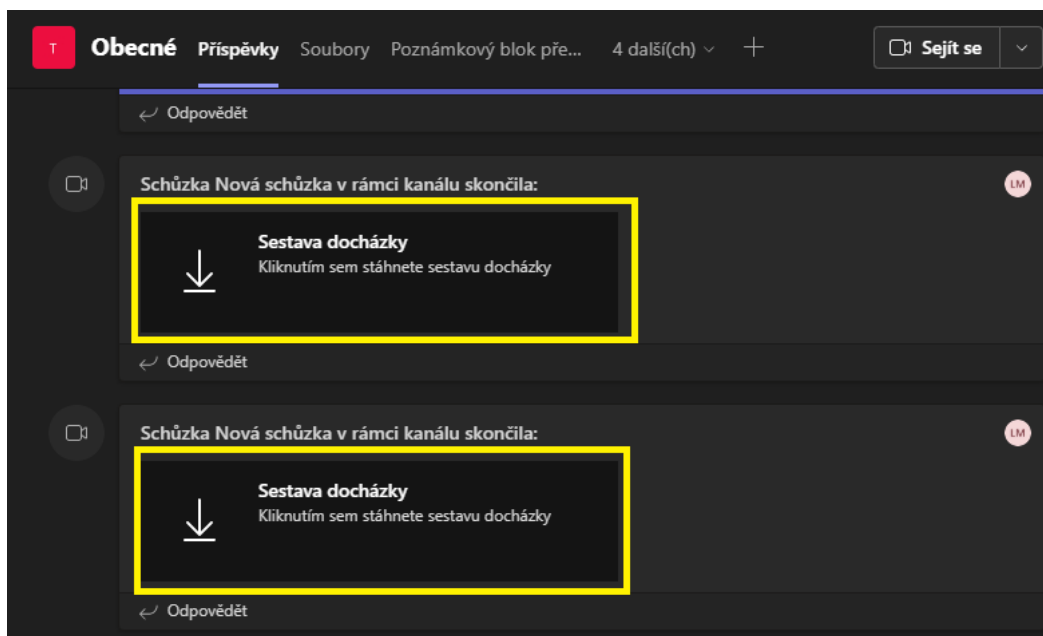 T Obecné Příspěvky Soubory Poznámkový blok pře... 4 další(ch) Sejít se
Odpovědět
Schůzka Nová schůzka v rámci kanálu skončila: LM
Sestava docházky
Kliknutím sem stáhnete sestavu docházky
Odpovědět
Schůzka Nová schůzka v rámci kanálu skončila: LM
Sestava docházky
Kliknutím sem stáhnete sestavu docházky
Odpovědět